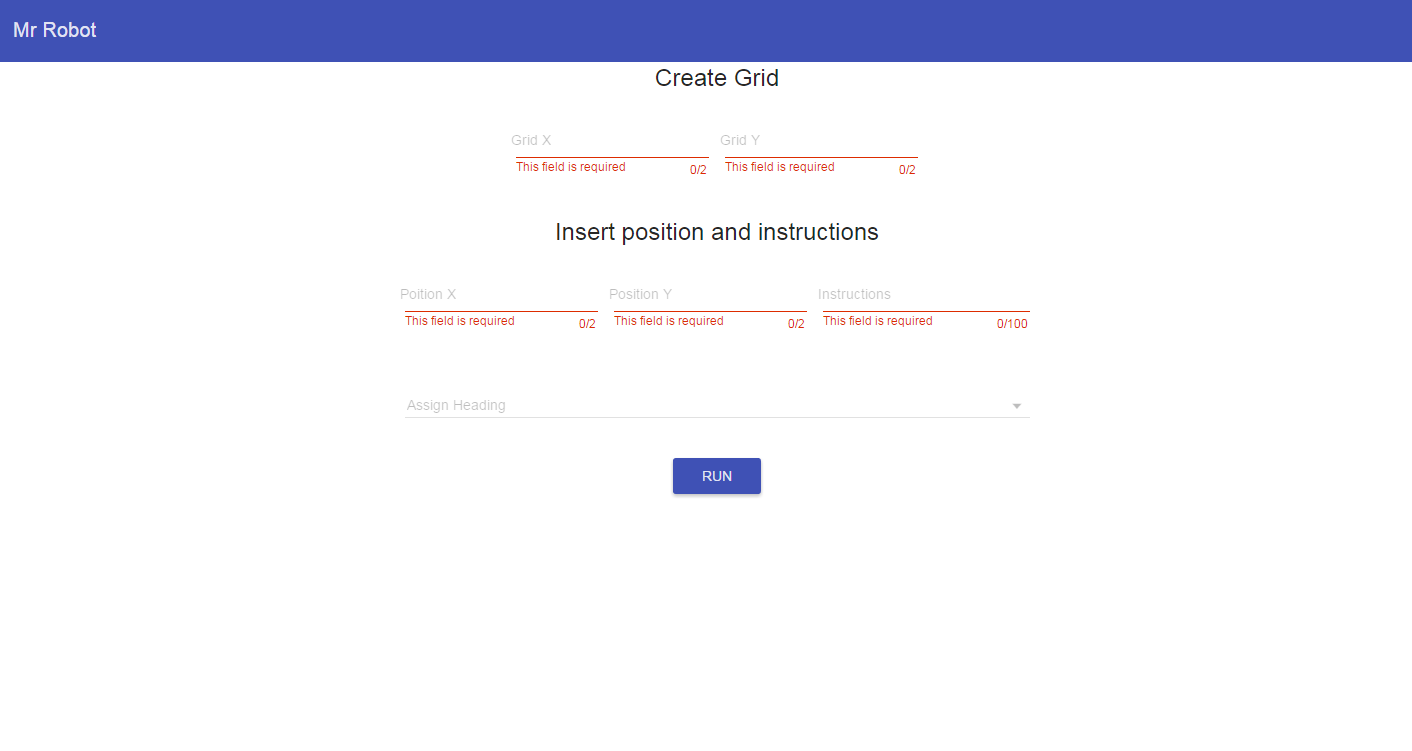 Mr Robot
Create Grid
Grid X Grid Y
This field is required 0/2 This field is required 0/2
Insert position and instructions
Poition X Position Y Instructions
This field is required 0/2 This field is required 0/2 This field is required 0/100
Assign Heading
RUN